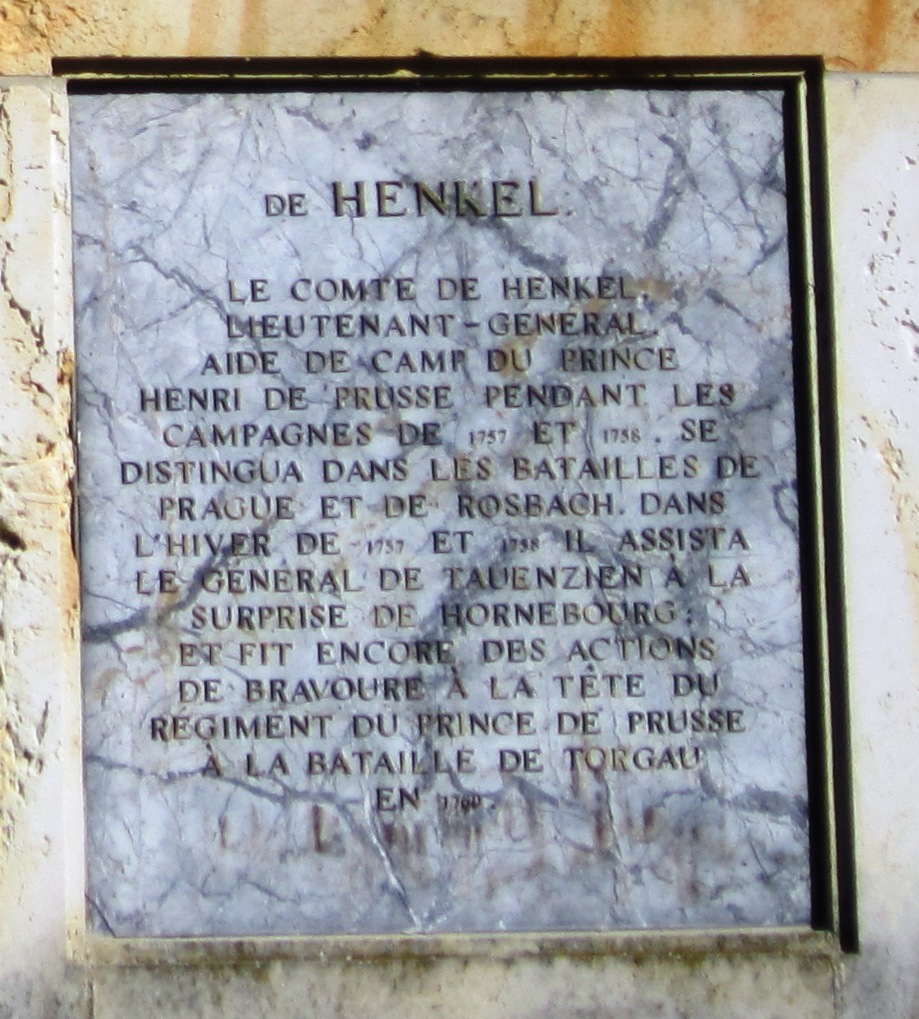 DE HENKEL.
LE COMTE DE HENKEL,
LIEUTENANT-GENERAL.
AIDE DE CAMP DU PRINCE
HENRI DE PRUSSE PENDANT LES
CAMPAGNES DE 1757 ET 1758. SE
DISTINGUA DANS LES BATAILLES DE
PRAGUE ET DE ROSBACH. DANS
L'HIVER DE 1757 ET 1758 IL ASSISTA
LE GÉNÉRAL DE TAUENZIEN À LA
SURPRISE DE HORNEBOURG:
ET FIT ENCORE DES ACTIONS
DE BRAVOURE À LA TÊTE DU
REGIMENT DU PRINCE DE PRUSSE
À LA BATAILLE DE TORGAU
EN 1760.